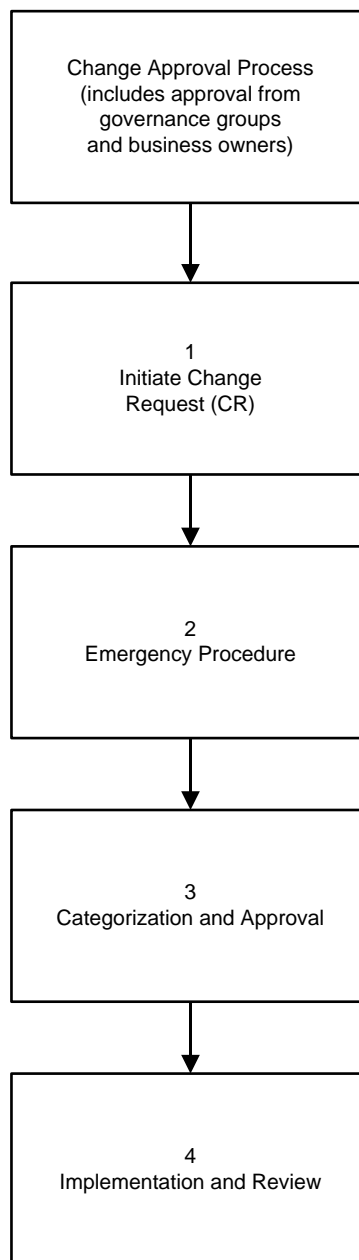 Change Approval Process
(includes approval from
governance groups
and business owners)
1
Initiate Change
Request (CR)
2
Emergency Procedure
3
Categorization and Approval
4
Implementation and Review